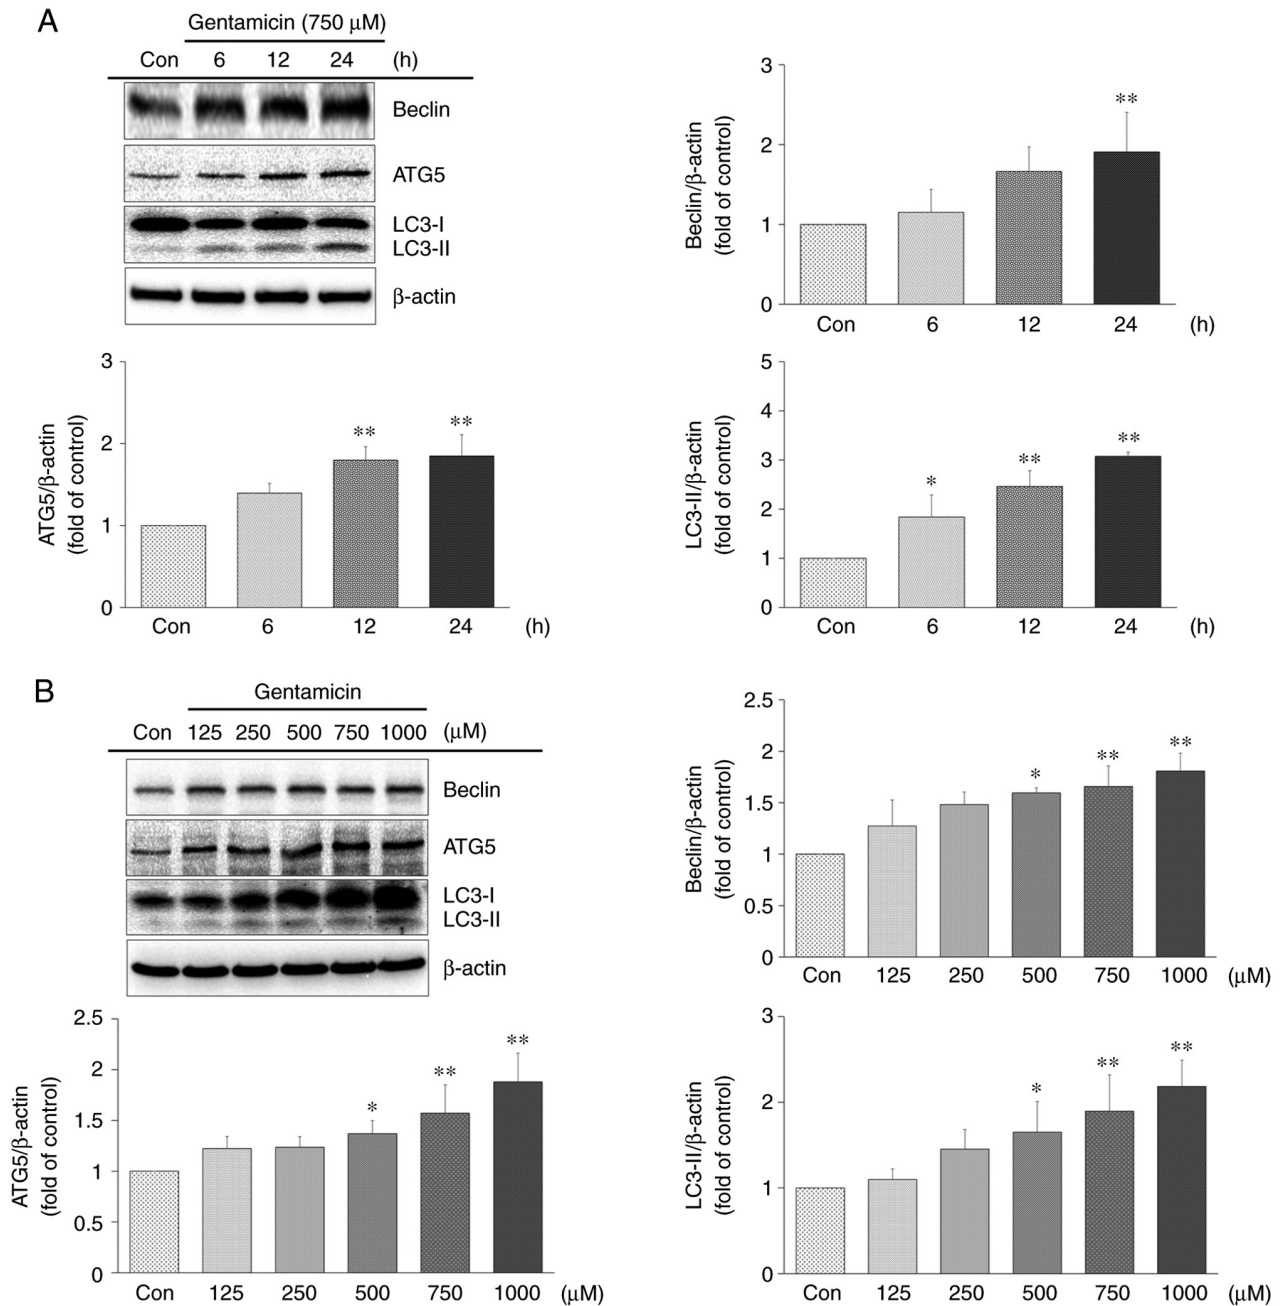 A
Gentamicin (750 μM)
Con 6 12 24 (h)
Beclin
ATG5
LC3-I
LC3-II
β-actin
Beclin/β-actin
(fold of control)
3
2
1
0
**
Con 6 12 24 (h)
ATG5/β-actin
(fold of control)
3
2
1
0
** **
Con 6 12 24 (h)
LC3-II/β-actin
(fold of control)
5
4
3
2
1
0
* ** **
Con 6 12 24 (h)
B
Gentamicin
Con 125 250 500 750 1000 (μM)
Beclin
ATG5
LC3-I
LC3-II
β-actin
Beclin/β-actin
(fold of control)
2.5
2
1.5
1
0.5
0
* ** **
Con 125 250 500 750 1000 (μM)
ATG5/β-actin
(fold of control)
2.5
2
1.5
1
0.5
0
* ** **
Con 125 250 500 750 1000 (μM)
LC3-II/β-actin
(fold of control)
3
2
1
0
* ** **
Con 125 250 500 750 1000 (μM)